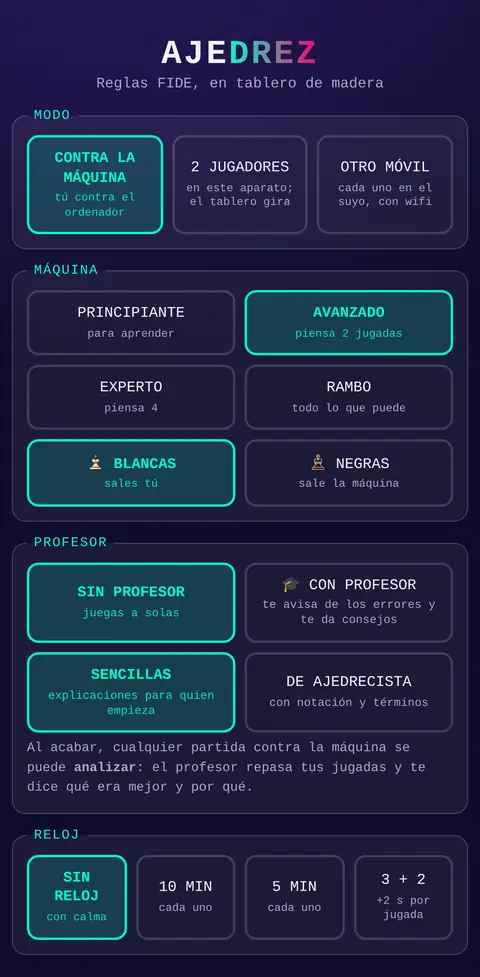 AJEDREZ
Reglas FIDE, en tablero de madera
MODO
CONTRA LA
MÁQUINA
tú contra el
ordenador
2 JUGADORES
en este aparato;
el tablero gira
OTRO MÓVIL
cada uno en el
suyo, con wifi
MÁQUINA
PRINCIPIANTE
para aprender
AVANZADO
piensa 2 jugadas
EXPERTO
piensa 4
RAMBO
todo lo que puede
BLANCAS
sales tú
NEGRAS
sale la máquina
PROFESOR
SIN PROFESOR
juegas a solas
CON PROFESOR
te avisa de los errores y
te da consejos
SENCILLAS
explicaciones para quien
empieza
DE AJEDRECISTA
con notación y términos
Al acabar, cualquier partida contra la máquina se
puede analizar: el profesor repasa tus jugadas y te
dice qué era mejor y por qué.
RELOJ
SIN
RELOJ
con calma
10 MIN
cada uno
5 MIN
cada uno
3 + 2
+2 s por
jugada